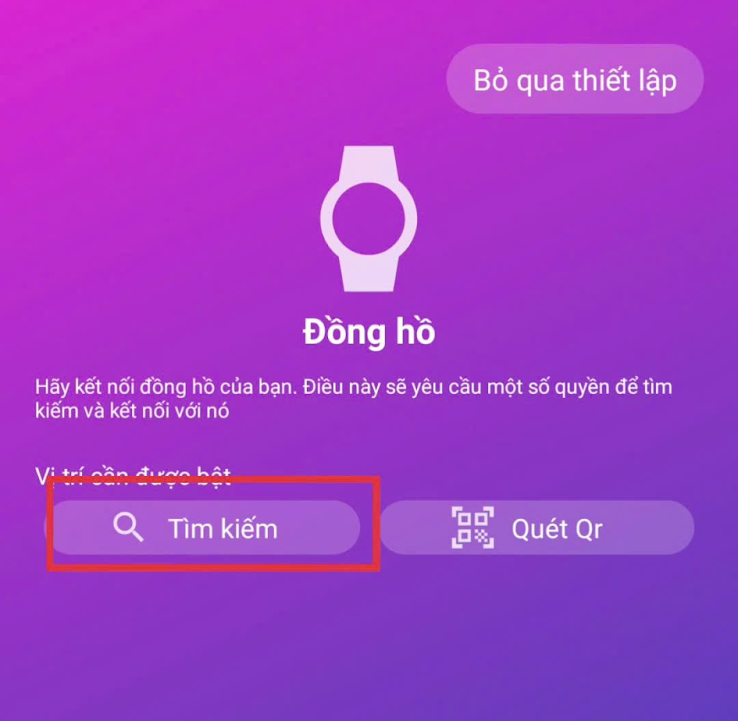 Bỏ qua thiết lập
Đồng hồ
Hãy kết nối đồng hồ của bạn. Điều này sẽ yêu cầu một số quyền để tìm
kiếm và kết nối với nó
Vị trí cần được bật
Tìm kiếm
Quét Qr